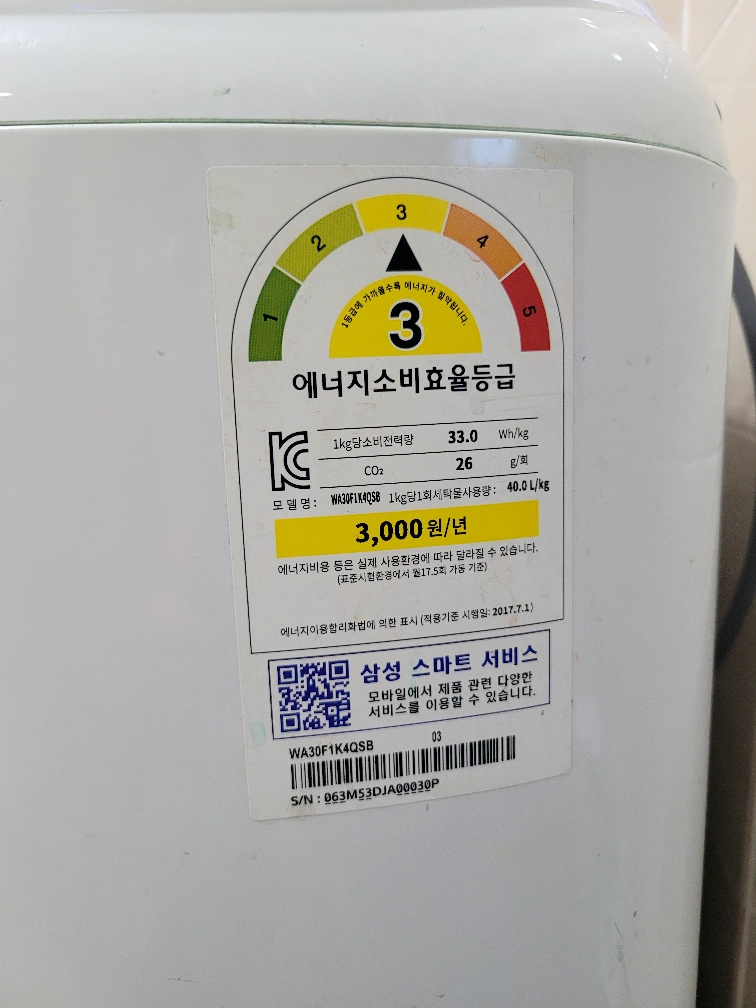 1
2
3
4
5
1등급에 가까울수록 에너지가 절약됩니다.
3
에너지소비효율등급
1kg당소비전력량 33.0 Wh/kg
CO₂ 26 g/회
모델명: WA30F1K4QSB 1kg당1회세탁물사용량: 40.0 L/kg
3,000원/년
에너지비용 등은 실제 사용환경에 따라 달라질 수 있습니다.
(표준시험환경에서 월17.5회 가동 기준)
에너지이용합리화법에 의한 표시 (적용기준 시행일: 2017.7.1)
삼성 스마트 서비스
모바일에서 제품 관련 다양한
서비스를 이용할 수 있습니다.
WA30F1K4QSB 03
S/N : 063M53DJA00030P